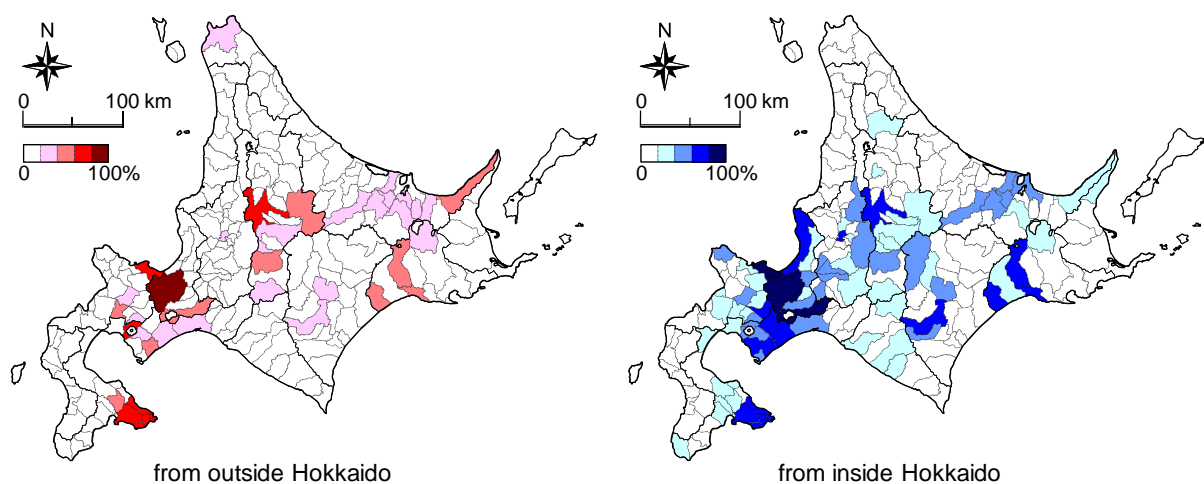 N
0 100 km
0 100%
from outside Hokkaido
N
0 100 km
0 100%
from inside Hokkaido